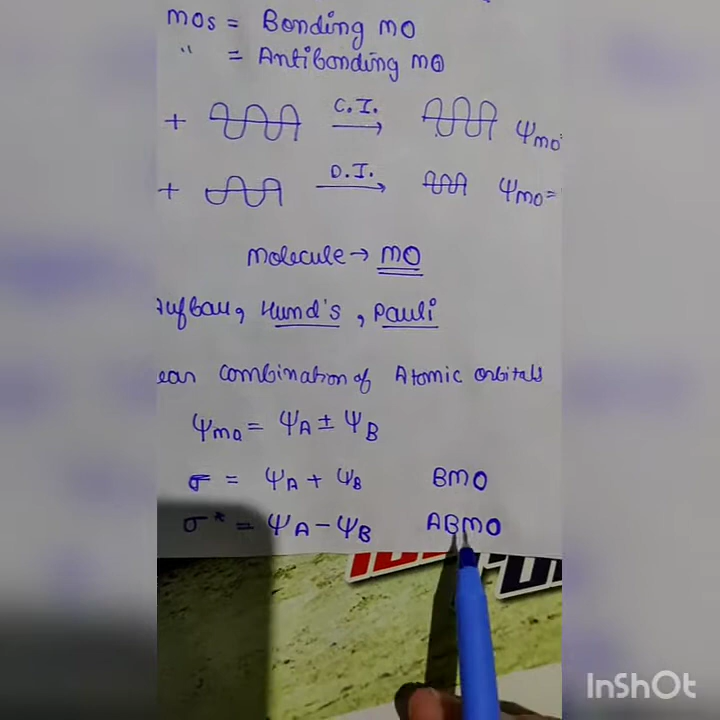 MOs = Bonding MO
" = Antibonding MO
+ C.I. → ψMO
+ D.I. → ψMO =
Molecule → MO
Aufbau, Hund's, Pauli
ear combination of Atomic orbitals
ψMO = ψA ± ψB
σ = ψA + ψB BMO
σ* = ψA - ψB ABMO
InShOt